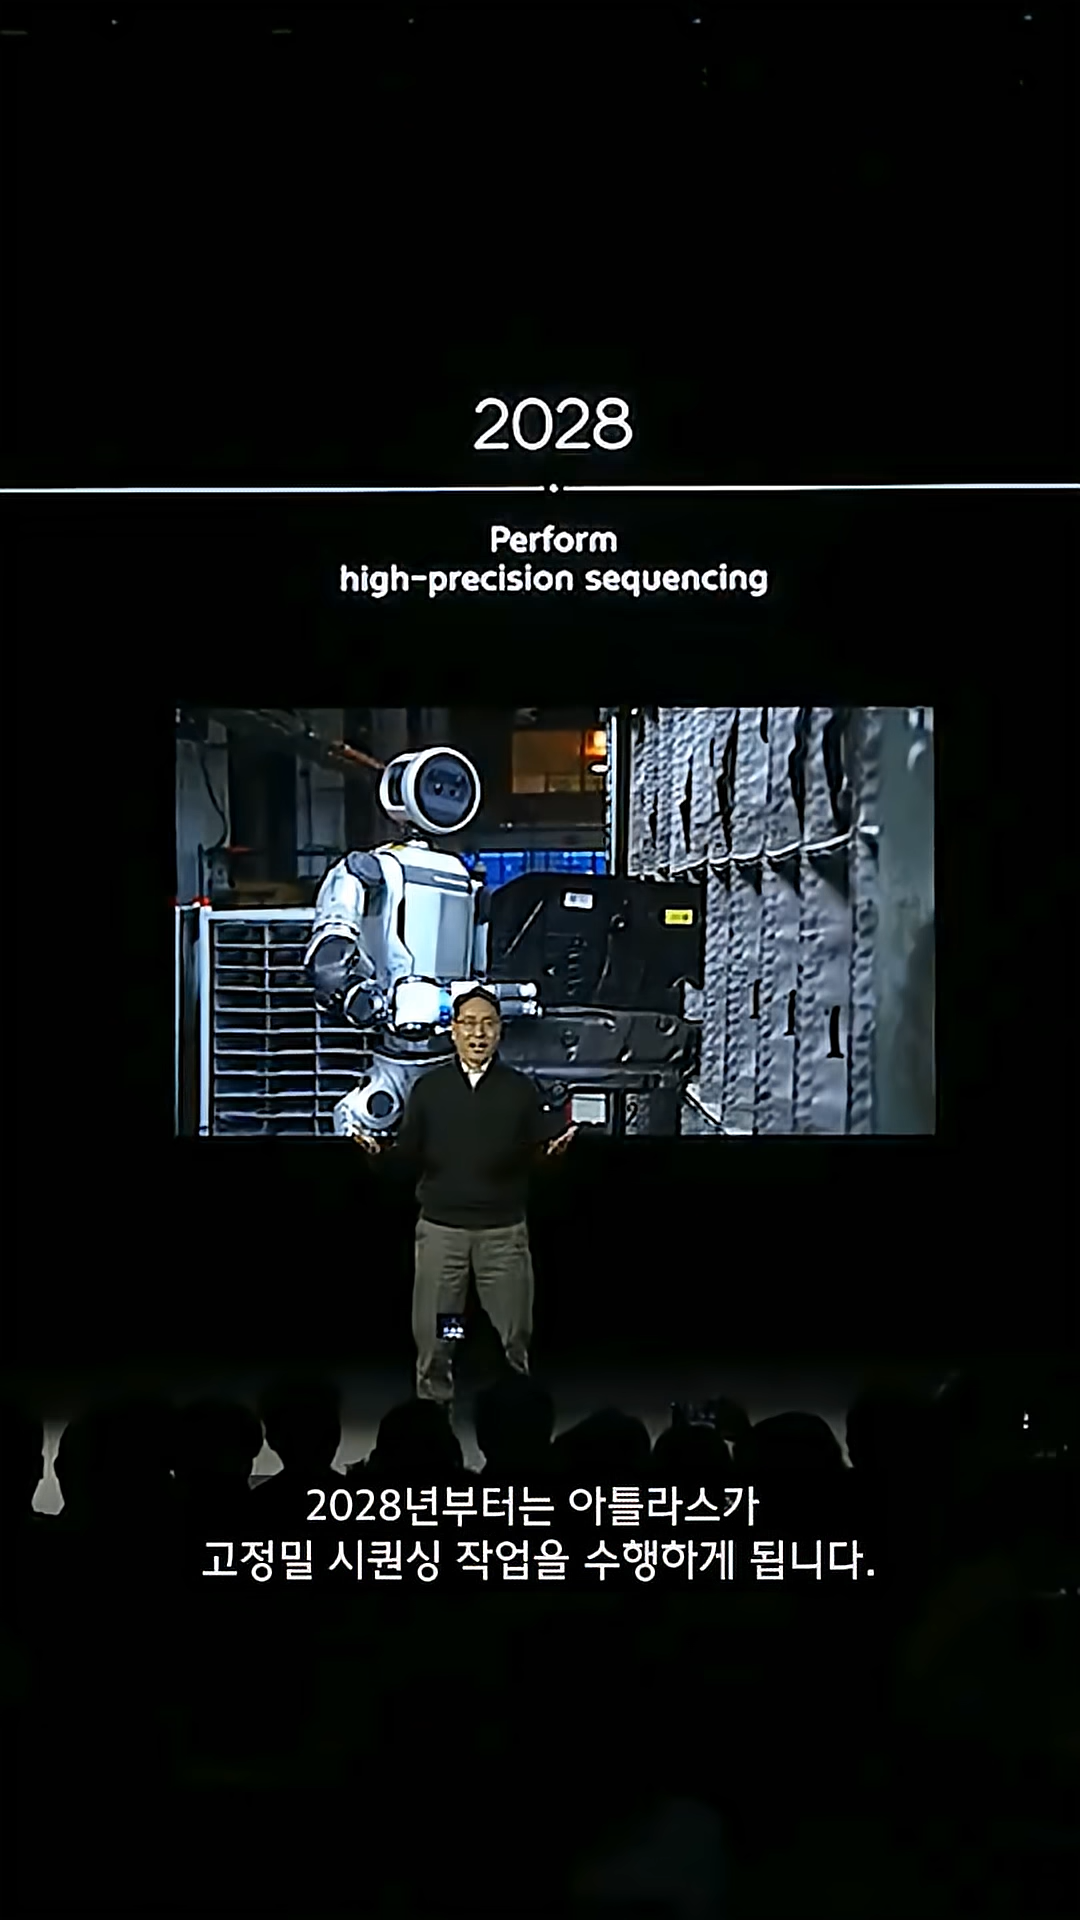 2028
Perform
high-precision sequencing
2028년부터는 아틀라스가
고정밀 시퀀싱 작업을 수행하게 됩니다.